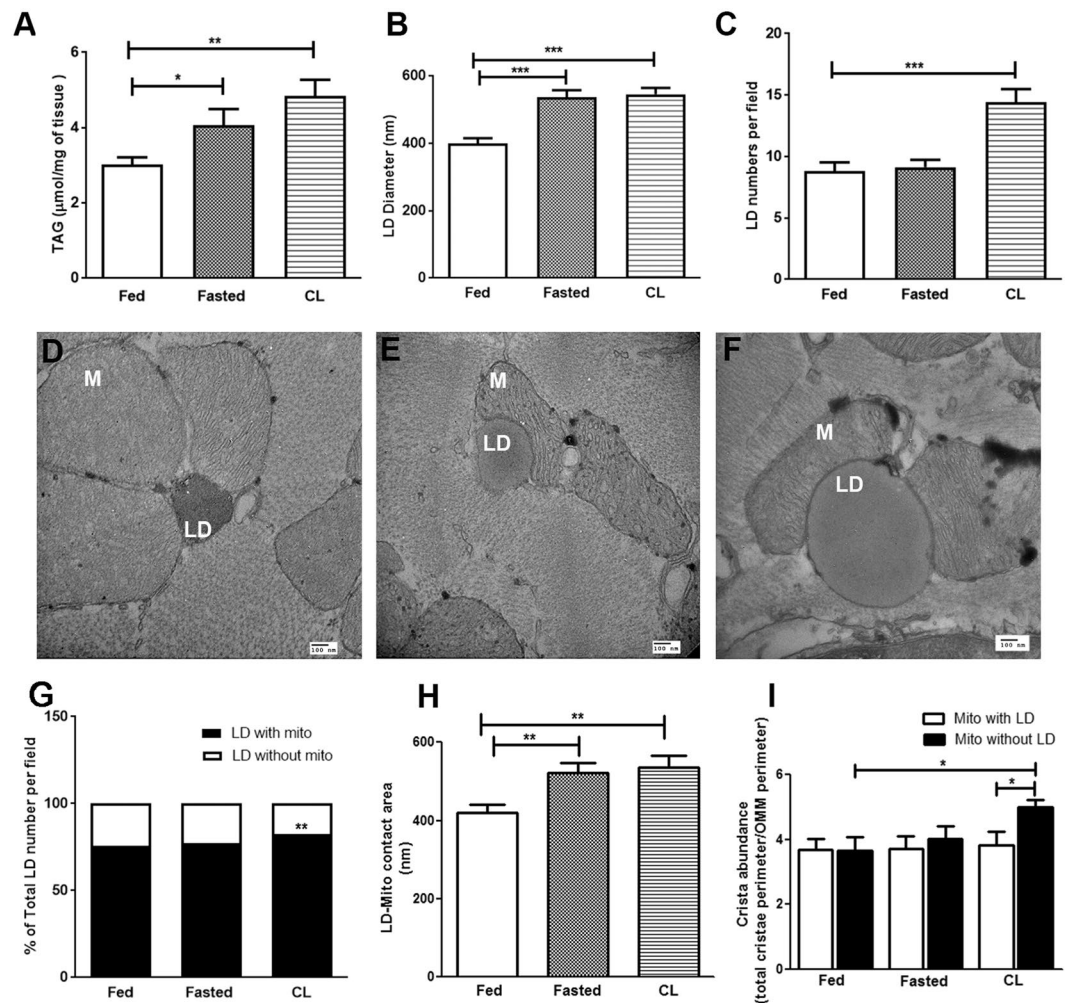 A
TAG (µmol/mg of tissue )
6
4
2
0
**
*
Fed Fasted CL
B
LD Diameter (nm)
600
400
200
0
***
***
Fed Fasted CL
C
LD numbers per field
20
15
10
5
0
***
Fed Fasted CL
D
M
LD
100 nm
E
M
LD
100 nm
F
M
LD
100 nm
G
% of Total LD number per field
150
100
50
0
LD with mito
LD without mito
**
Fed Fasted CL
H
LD-Mito contact area
(nm)
600
400
200
0
**
**
Fed Fasted CL
I
Mito with LD
Mito without LD
Crista abundance
(total cristae perimeter/OMM perimeter)
6
4
2
0
*
*
Fed Fasted CL